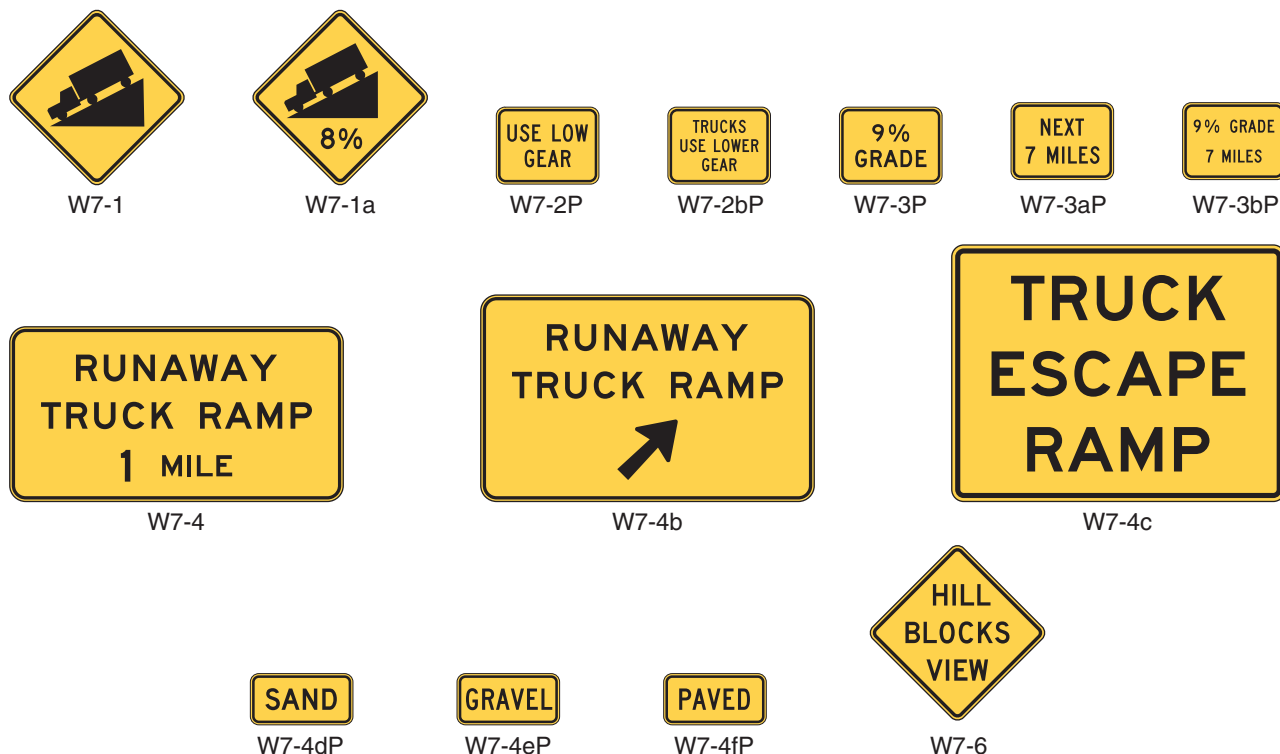 8%
W7-1
W7-1a
USE LOW
GEAR
W7-2P
TRUCKS
USE LOWER
GEAR
W7-2bP
9%
GRADE
W7-3P
NEXT
7 MILES
W7-3aP
9% GRADE
7 MILES
W7-3bP
RUNAWAY
TRUCK RAMP
1 MILE
W7-4
RUNAWAY
TRUCK RAMP
W7-4b
TRUCK
ESCAPE
RAMP
W7-4c
SAND
W7-4dP
GRAVEL
W7-4eP
PAVED
W7-4fP
HILL
BLOCKS
VIEW
W7-6